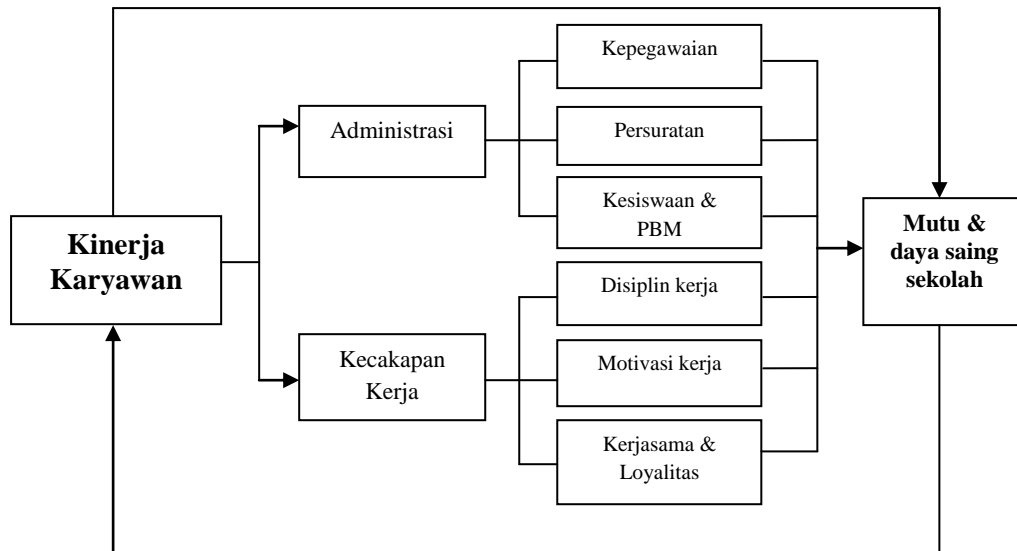 Kinerja
Karyawan
Administrasi
Kepegawaian
Persuratan
Kesiswaan &
PBM
Kecakapan
Kerja
Disiplin kerja
Motivasi kerja
Kerjasama &
Loyalitas
Mutu &
daya saing
sekolah